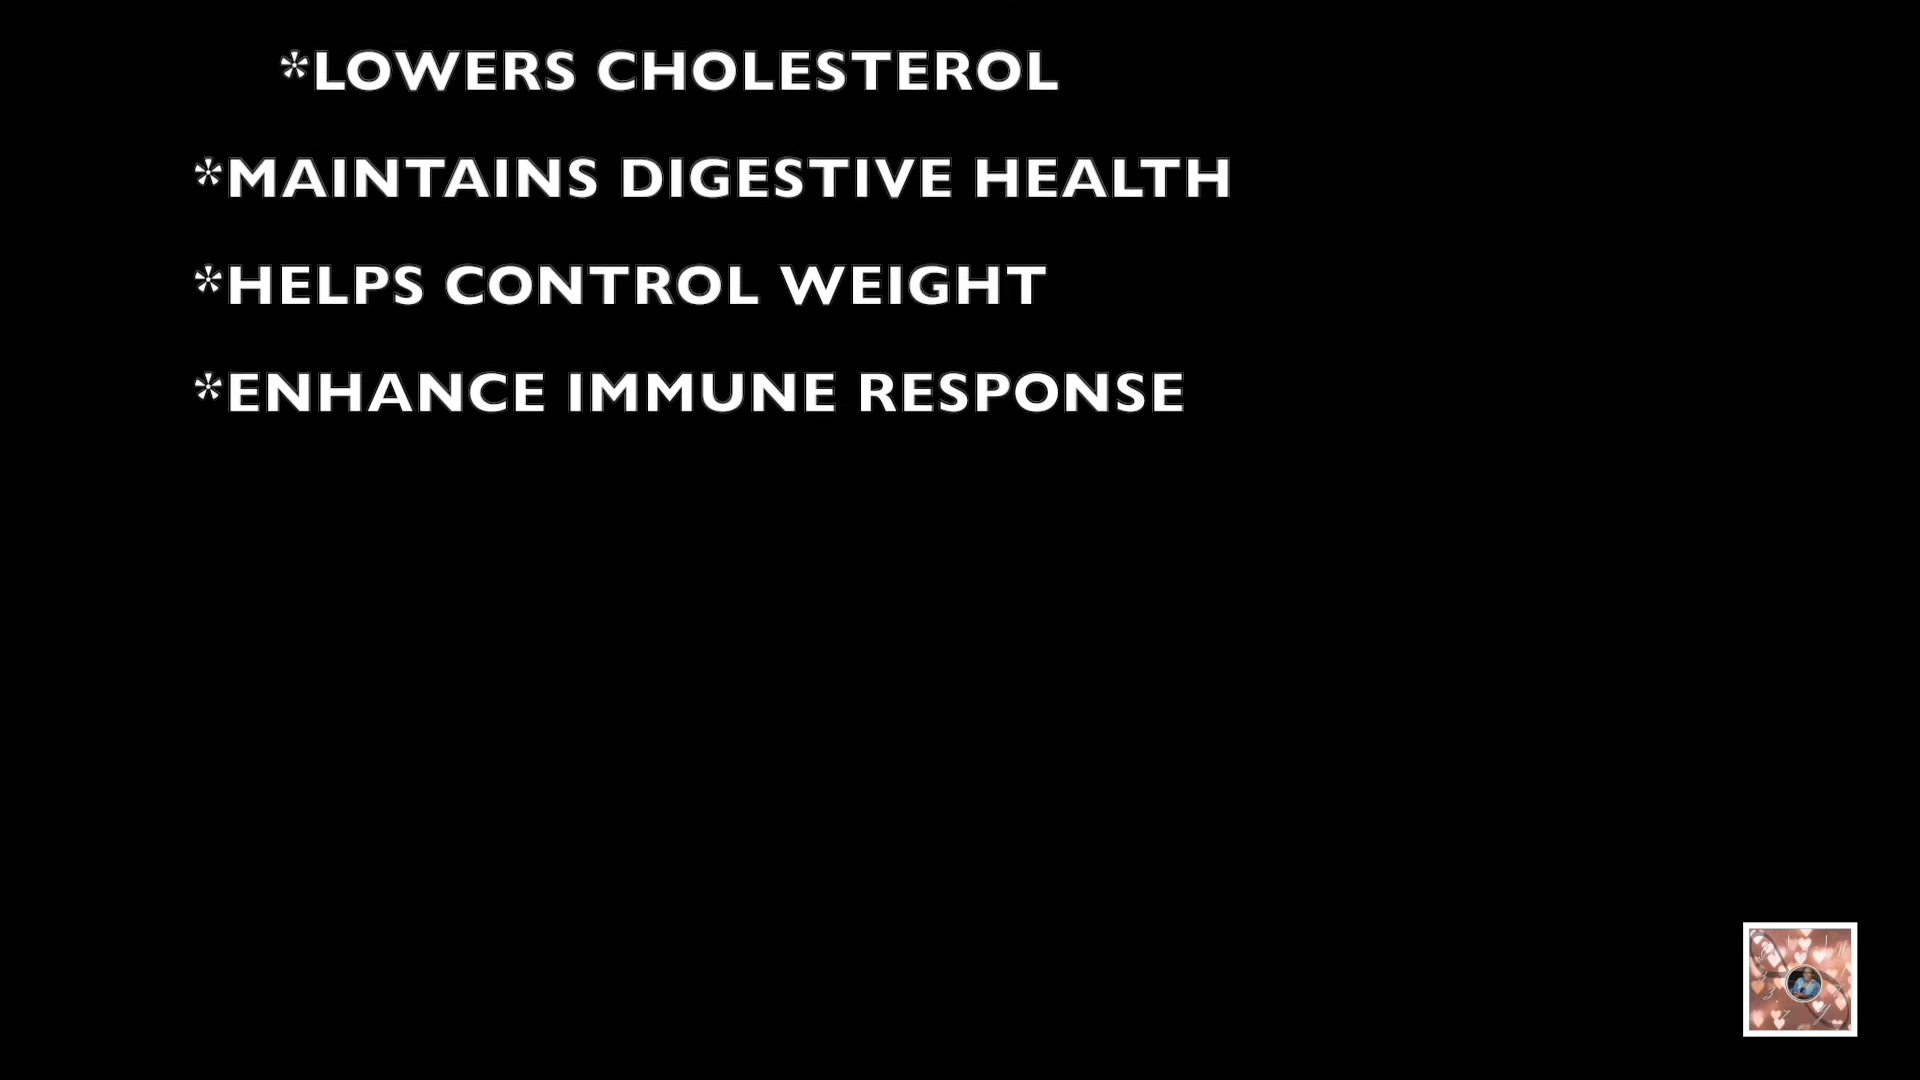 *LOWERS CHOLESTEROL
*MAINTAINS DIGESTIVE HEALTH
*HELPS CONTROL WEIGHT
*ENHANCE IMMUNE RESPONSE